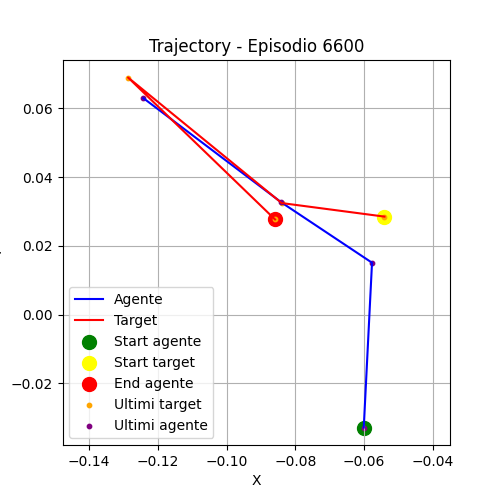 Trajectory - Episodio 6600
0.06
0.04
0.02
0.00
−0.02
Agente
Target
Start agente
Start target
End agente
Ultimi target
Ultimi agente
−0.14 −0.12 −0.10 −0.08 −0.06 −0.04
X